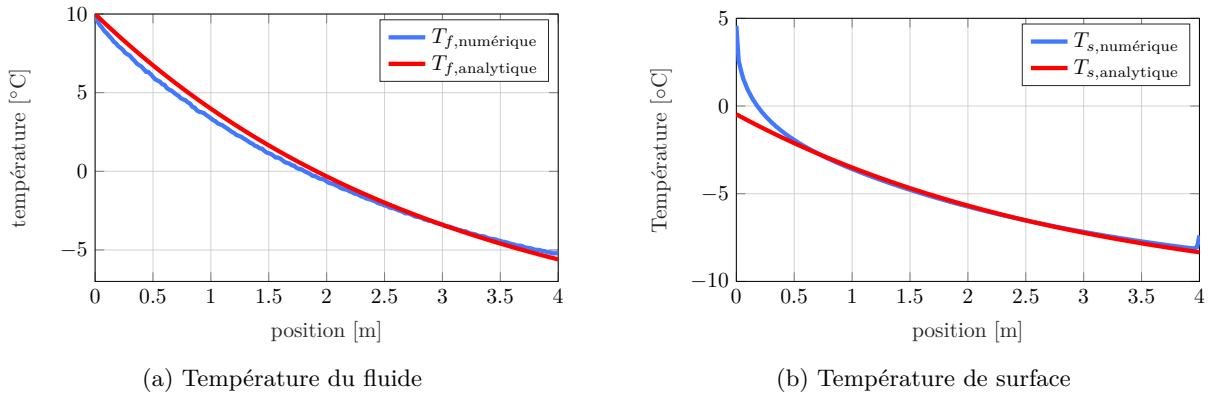 10
5
0
−5
0
0.5
1
1.5
2
2.5
3
3.5
4
position [m]
température [°C]
T_f,numérique
T_f,analytique
(a) Température du fluide
5
0
−5
−10
0
0.5
1
1.5
2
2.5
3
3.5
4
position [m]
Température [∘C]
T_s,numérique
T_s,analytique
(b) Température de surface